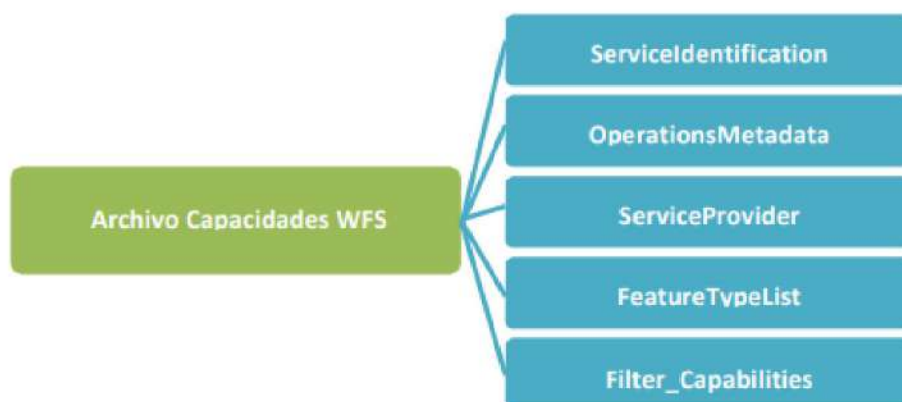 ServiceIdentification
OperationsMetadata
Archivo Capacidades WFS
ServiceProvider
FeatureTypeList
Filter_Capabilities